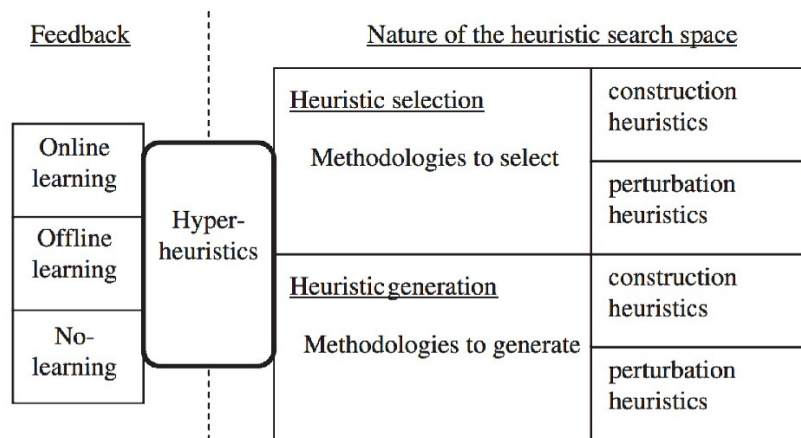 Feedback
Nature of the heuristic search space
Online
learning
Offline
learning
No-
learning
Hyper-
heuristics
Heuristic selection
Methodologies to select
construction
heuristics
perturbation
heuristics
Heuristic generation
Methodologies to generate
construction
heuristics
perturbation
heuristics